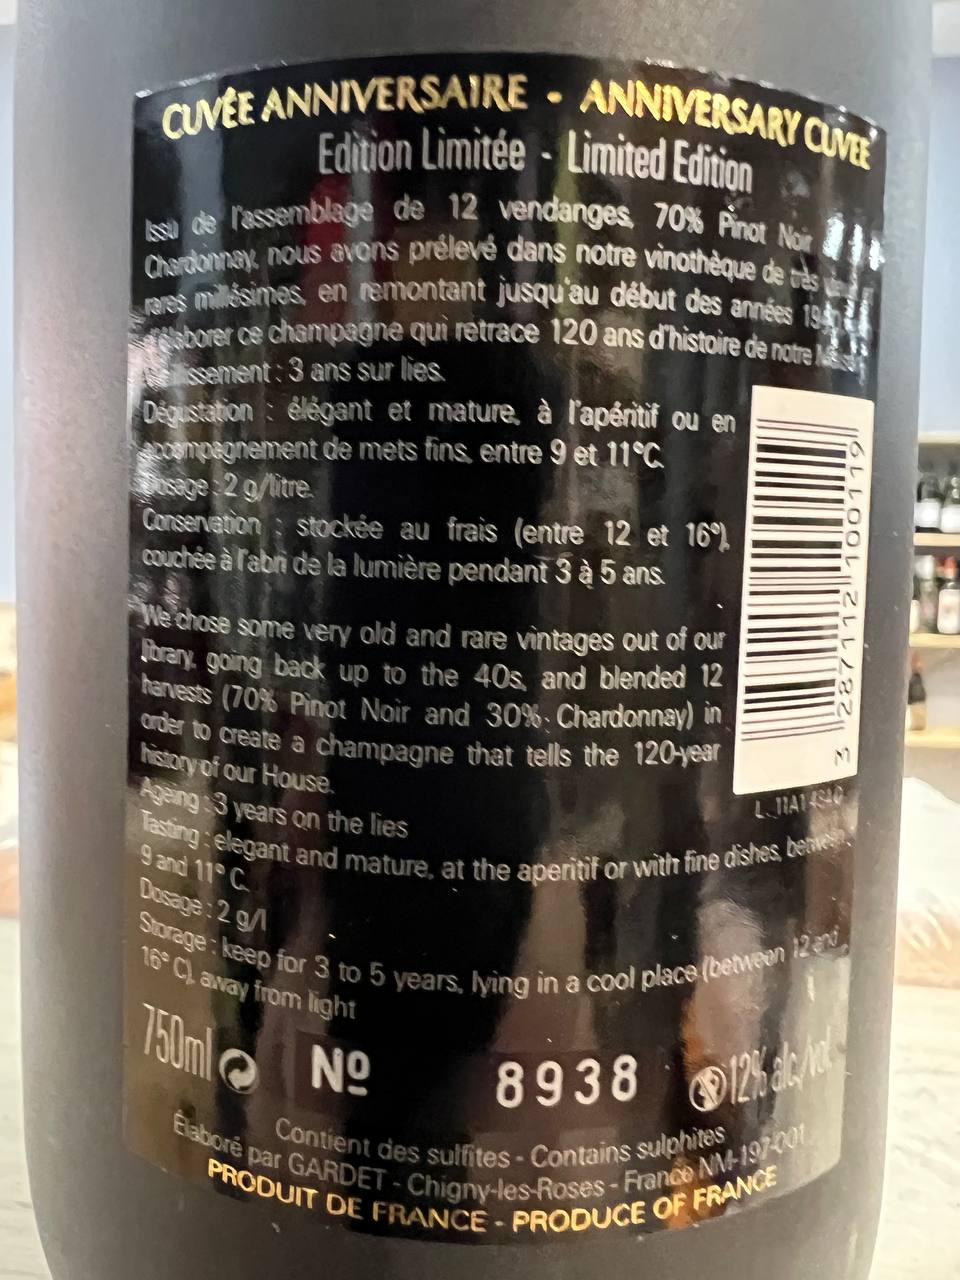 CUVÉE ANNIVERSAIRE - ANNIVERSARY CUVEE
Edition Limitée - Limited Edition
Issu de l'assemblage de 12 vendanges, 70% Pinot Noir
Chardonnay, nous avons prélevé dans notre vinothèque de très
rares millésimes, en remontant jusqu'au début des années
d'élaborer ce champagne qui retrace 120 ans d'histoire de notre
Vieillissement : 3 ans sur lies.
Dégustation : élégant et mature, à l'apéritif ou en
accompagnement de mets fins, entre 9 et 11°C.
Dosage : 2 g/litre.
Conservation : stockée au frais (entre 12 et 16°),
couchée à l'abri de la lumière pendant 3 à 5 ans.
3 287112 100119
We chose some very old and rare vintages out of our
library, going back up to the 40s, and blended 12
harvests (70% Pinot Noir and 30% Chardonnay) in
order to create a champagne that tells the 120-year
history of our House.
Ageing : 3 years on the lies
Tasting : elegant and mature, at the aperitif or with fine dishes, between
9 and 11° C.
Dosage : 2 g/l
Storage : keep for 3 to 5 years, lying in a cool place (between 12 and
16° C), away from light
750ml Nº 8938 12% alc./vol.
Contient des sulfites - Contains sulphites
Élaboré par GARDET - Chigny-les-Roses - France NM-197-001
PRODUIT DE FRANCE - PRODUCE OF FRANCE